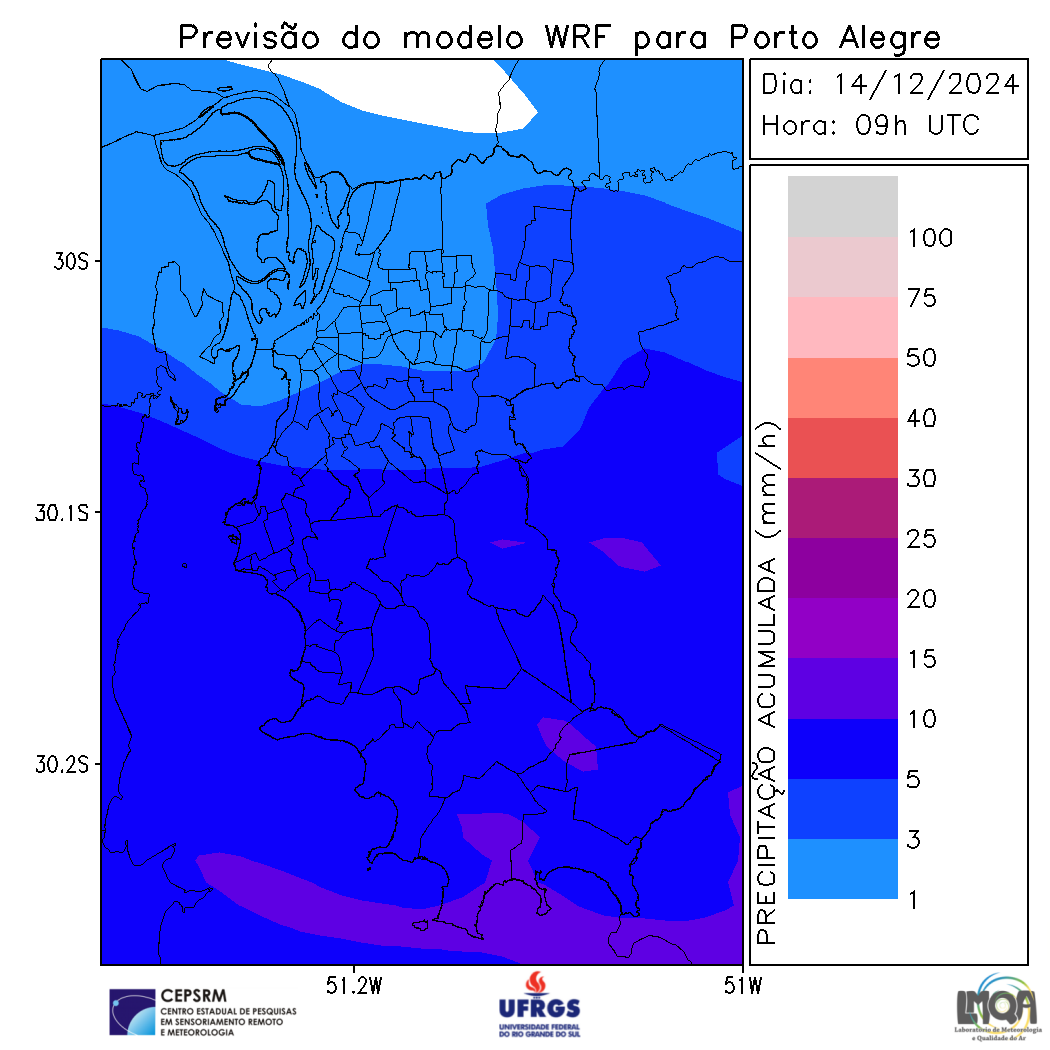 Previsão do modelo WRF para Porto Alegre
Dia: 14/12/2024
Hora: 09h UTC
30S
30.1S
30.2S
51.2W
51W
PRECIPITAÇÃO ACUMULADA (mm/h)
100
75
50
40
30
25
20
15
10
5
3
1
CEPSRM
CENTRO ESTADUAL DE PESQUISAS
EM SENSORIAMENTO REMOTO
E METEOROLOGIA
UFRGS
UNIVERSIDADE FEDERAL
DO RIO GRANDE DO SUL
LMQA
Laboratório de Meteorologia
e Qualidade do Ar